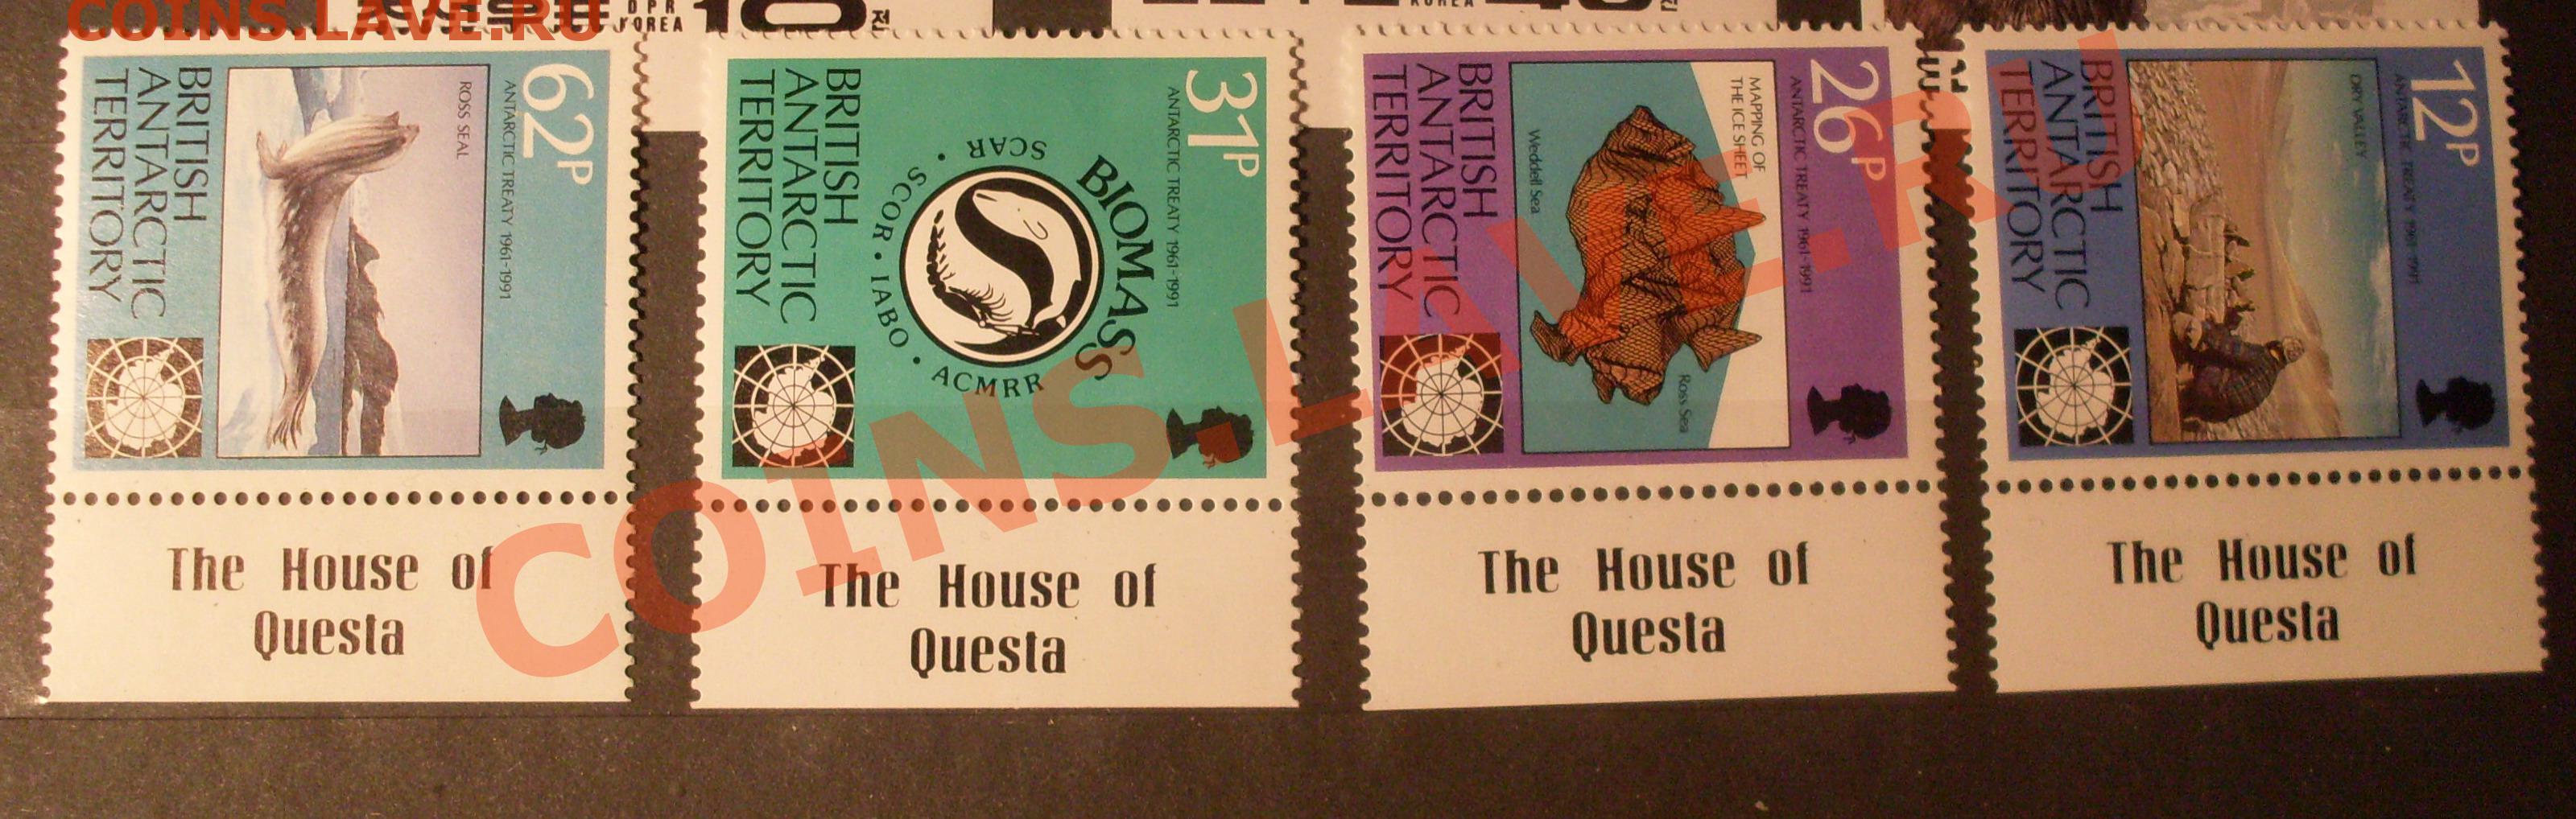 COINS.LAVE.RU
DPR
KOREA
10
KOREA
62P
ANTARCTIC TREATY 1961-1991
ROSS SEAL
BRITISH
ANTARCTIC
TERRITORY
The House of
Questa
31P
ANTARCTIC TREATY 1961-1991
BIOMASS
SCAR · SCOR · IABO · ACMRR
BRITISH
ANTARCTIC
TERRITORY
The House of
Questa
26P
ANTARCTIC TREATY 1961-1991
MAPPING OF
THE ICE SHEET
Ross Sea
Weddell Sea
BRITISH
ANTARCTIC
TERRITORY
The House of
Questa
12P
ANTARCTIC TREATY 1961-1991
DRY VALLEY
BRITISH
ANTARCTIC
TERRITORY
The House of
Questa
COINS.LAVE.RU